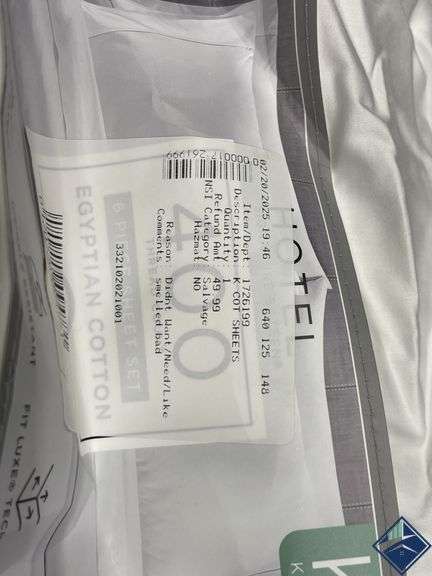 02/20/2025 19:46 640 125 148
Item/Dept: 1726199
Description: K COT SHEETS
Quantity: 1
Refund Amt: 49.99
NSI Category: Salvage
Hazmat: NO
Reason: Didnt Want/Need/Like
Comments: smelled bad
332102021001
HOTEL
6 PIECE SHEET SET
EGYPTIAN COTTON
FIT LUXE® TECH
K